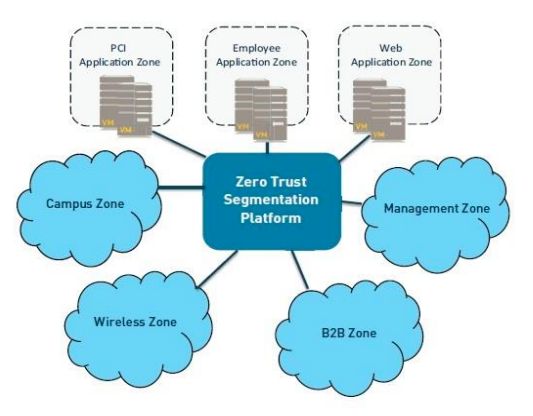 PCI
Application Zone
Employee
Application Zone
Web
Application Zone
VM
VM
VM
VM
VM
VM
Zero Trust
Segmentation
Platform
Campus Zone
Management Zone
Wireless Zone
B2B Zone